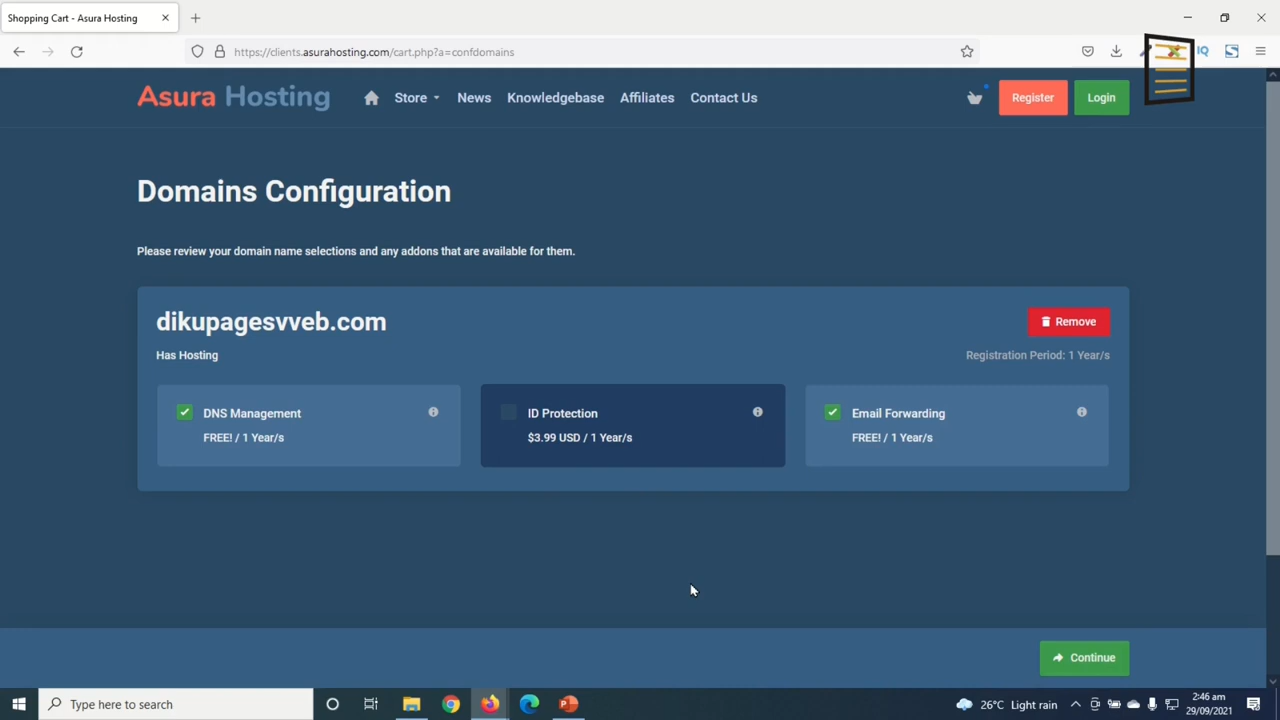 Shopping Cart - Asura Hosting
https://clients.asurahosting.com/cart.php?a=confdomains
IQ
S
Asura Hosting
Store
News
Knowledgebase
Affiliates
Contact Us
Register
Login
Domains Configuration
Please review your domain name selections and any addons that are available for them.
dikupagesvveb.com
Remove
Has Hosting
Registration Period: 1 Year/s
DNS Management
FREE! / 1 Year/s
ID Protection
$3.99 USD / 1 Year/s
Email Forwarding
FREE! / 1 Year/s
Continue
Type here to search
26°C Light rain
2:46 am
29/09/2021